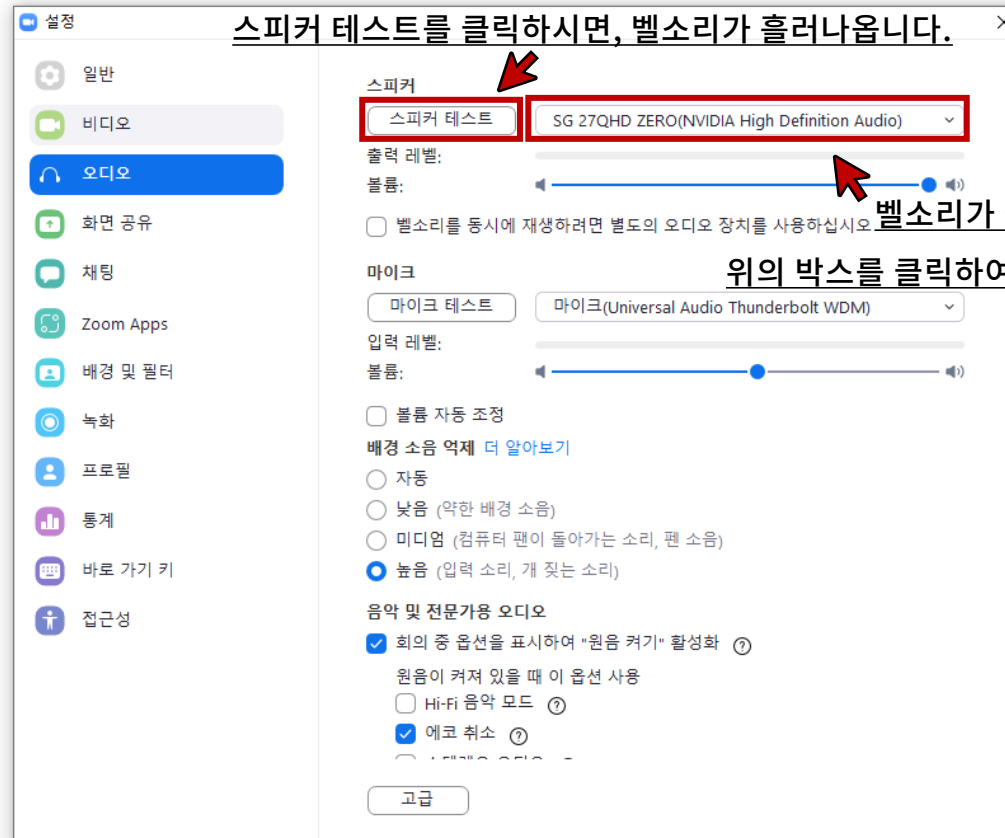 설정
스피커 테스트를 클릭하시면, 벨소리가 흘러나옵니다.
일반
비디오
오디오
화면 공유
채팅
Zoom Apps
배경 및 필터
녹화
프로필
통계
바로 가기 키
접근성
스피커
스피커 테스트
SG 27QHD ZERO(NVIDIA High Definition Audio)
출력 레벨:
볼륨:
벨소리를 동시에 재생하려면 별도의 오디오 장치를 사용하십시오
벨소리가
위의 박스를 클릭하여
마이크
마이크 테스트
마이크(Universal Audio Thunderbolt WDM)
입력 레벨:
볼륨:
볼륨 자동 조정
배경 소음 억제 더 알아보기
자동
낮음 (약한 배경 소음)
미디엄 (컴퓨터 팬이 돌아가는 소리, 펜 소음)
높음 (입력 소리, 개 짖는 소리)
음악 및 전문가용 오디오
회의 중 옵션을 표시하여 "원음 켜기" 활성화
원음이 켜져 있을 때 이 옵션 사용
Hi-Fi 음악 모드
에코 취소
고급